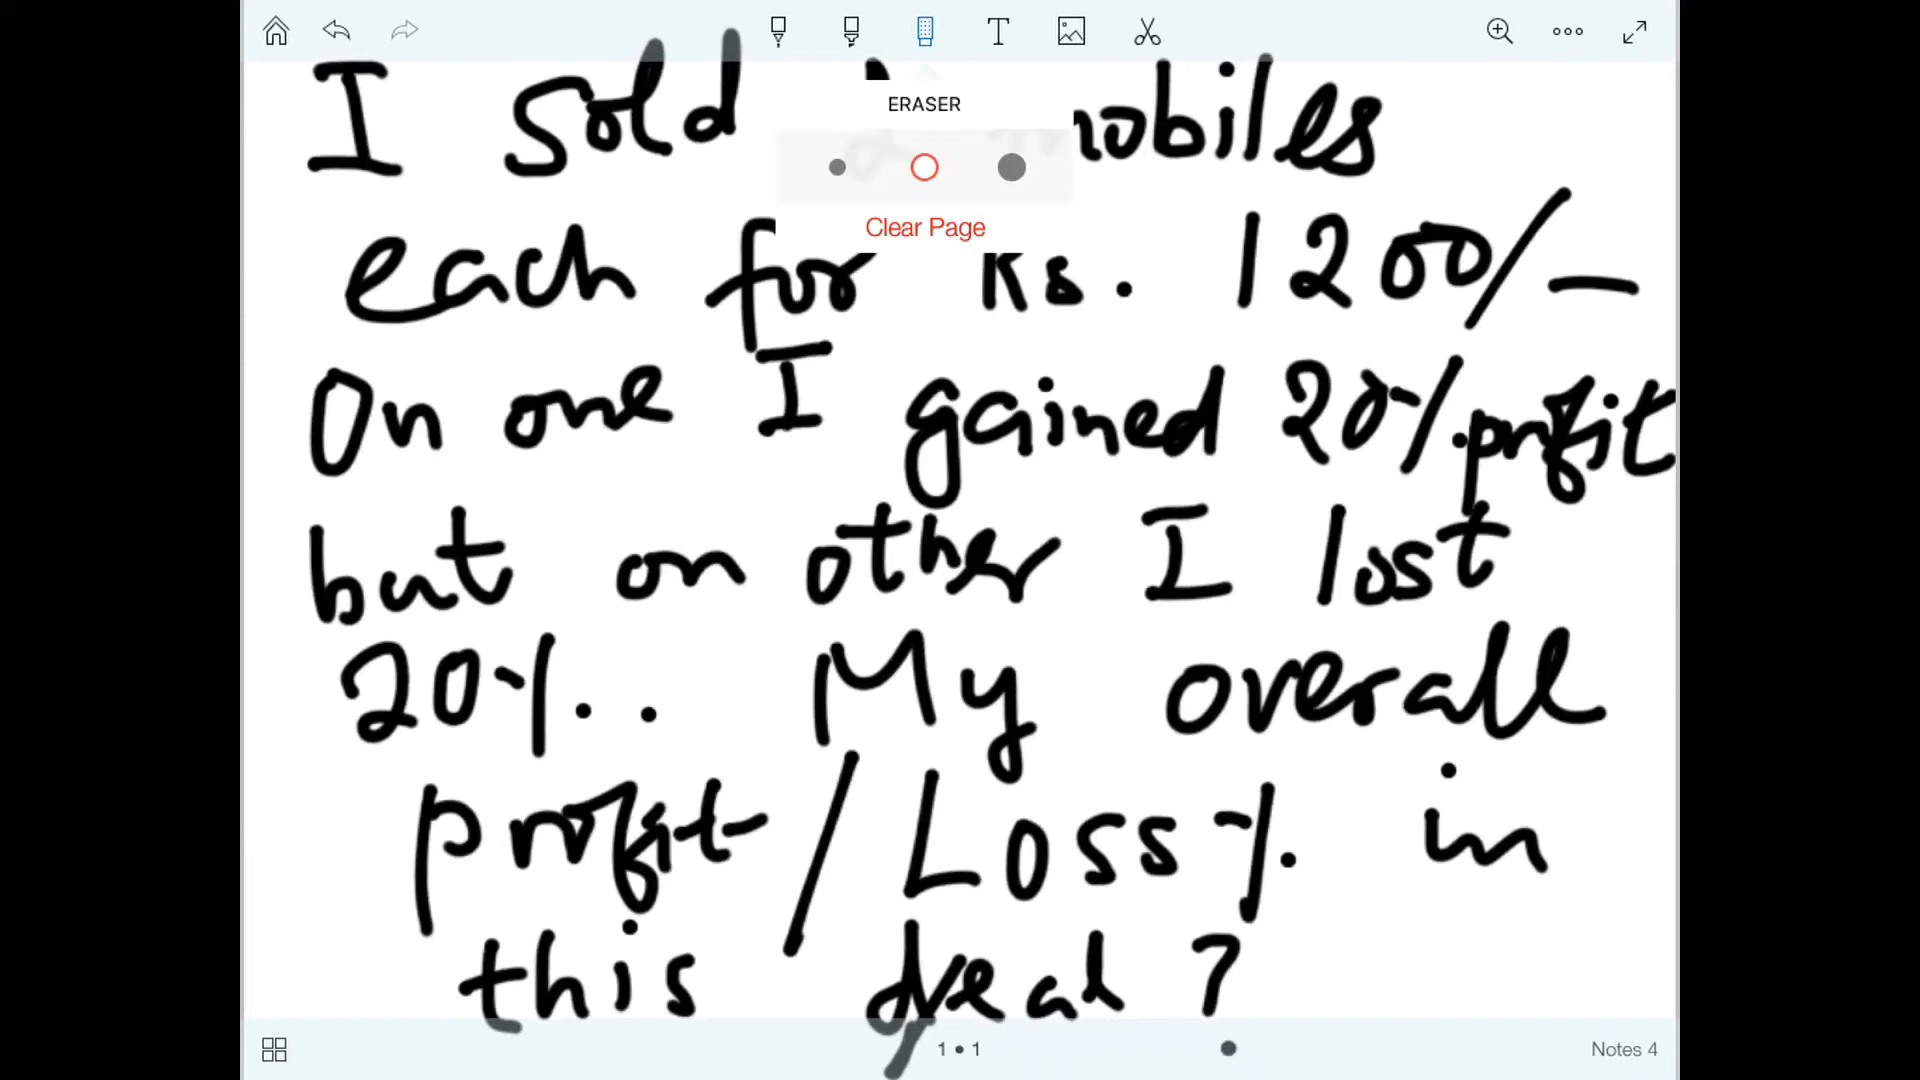 ERASER
I sold mobiles
Clear Page
each for Rs. 1200/-
On one I gained 20% profit
but on other I lost
20%. My overall
profit/Loss% in
this deal?
1 • 1
Notes 4